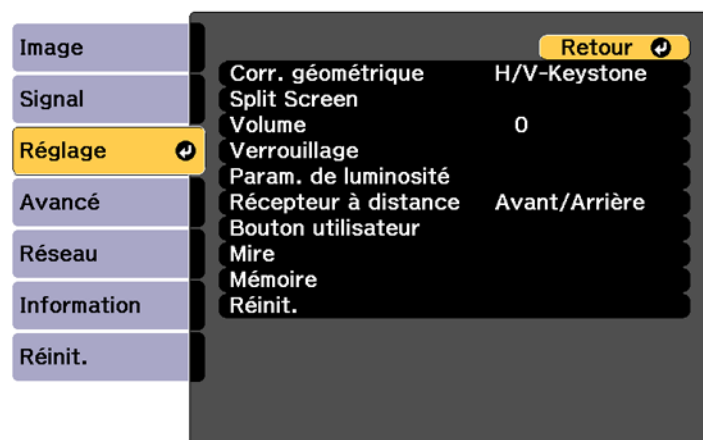 Image
Signal
Réglage
Avancé
Réseau
Information
Réinit.
Retour
Corr. géométrique H/V-Keystone
Split Screen
Volume 0
Verrouillage
Param. de luminosité
Récepteur à distance Avant/Arrière
Bouton utilisateur
Mire
Mémoire
Réinit.